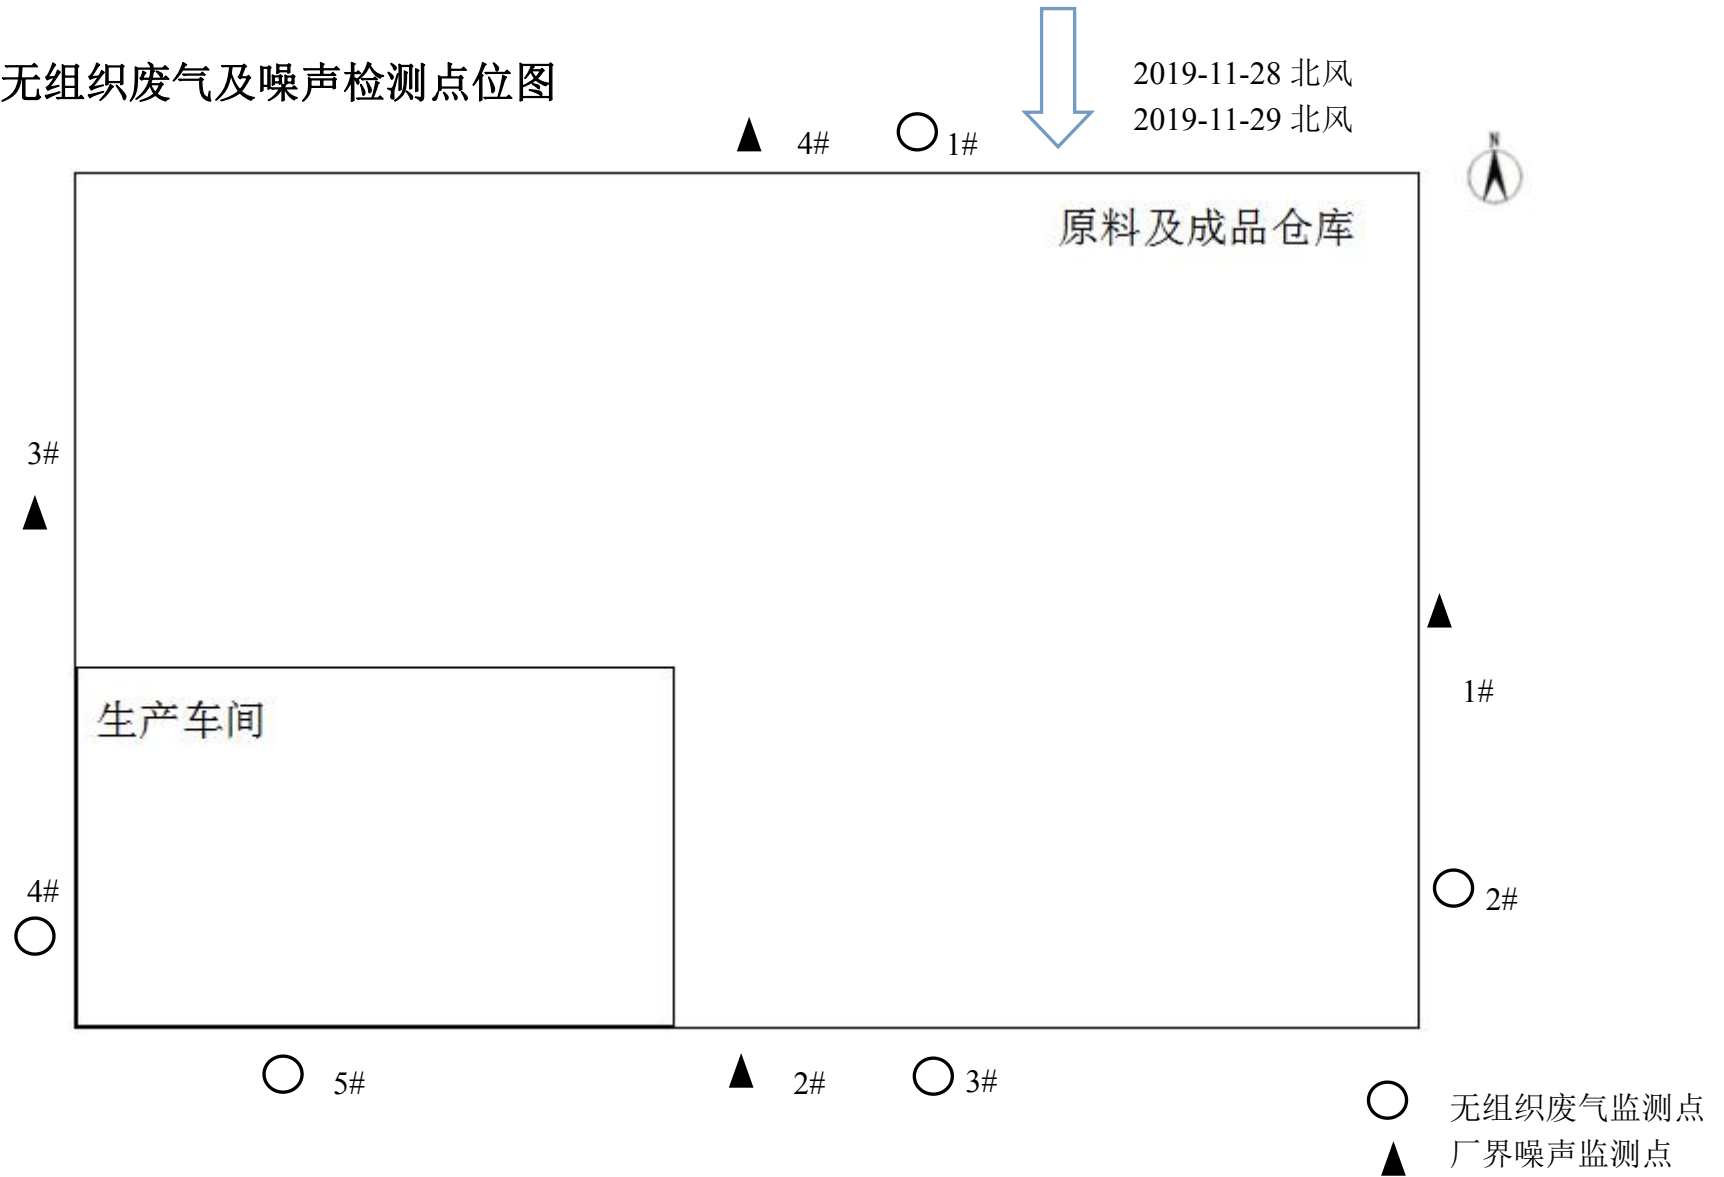 无组织废气及噪声检测点位图
2019-11-28 北风
2019-11-29 北风
4#
1#
N
原料及成品仓库
3#
1#
生产车间
4#
2#
5#
2#
3#
无组织废气监测点
厂界噪声监测点